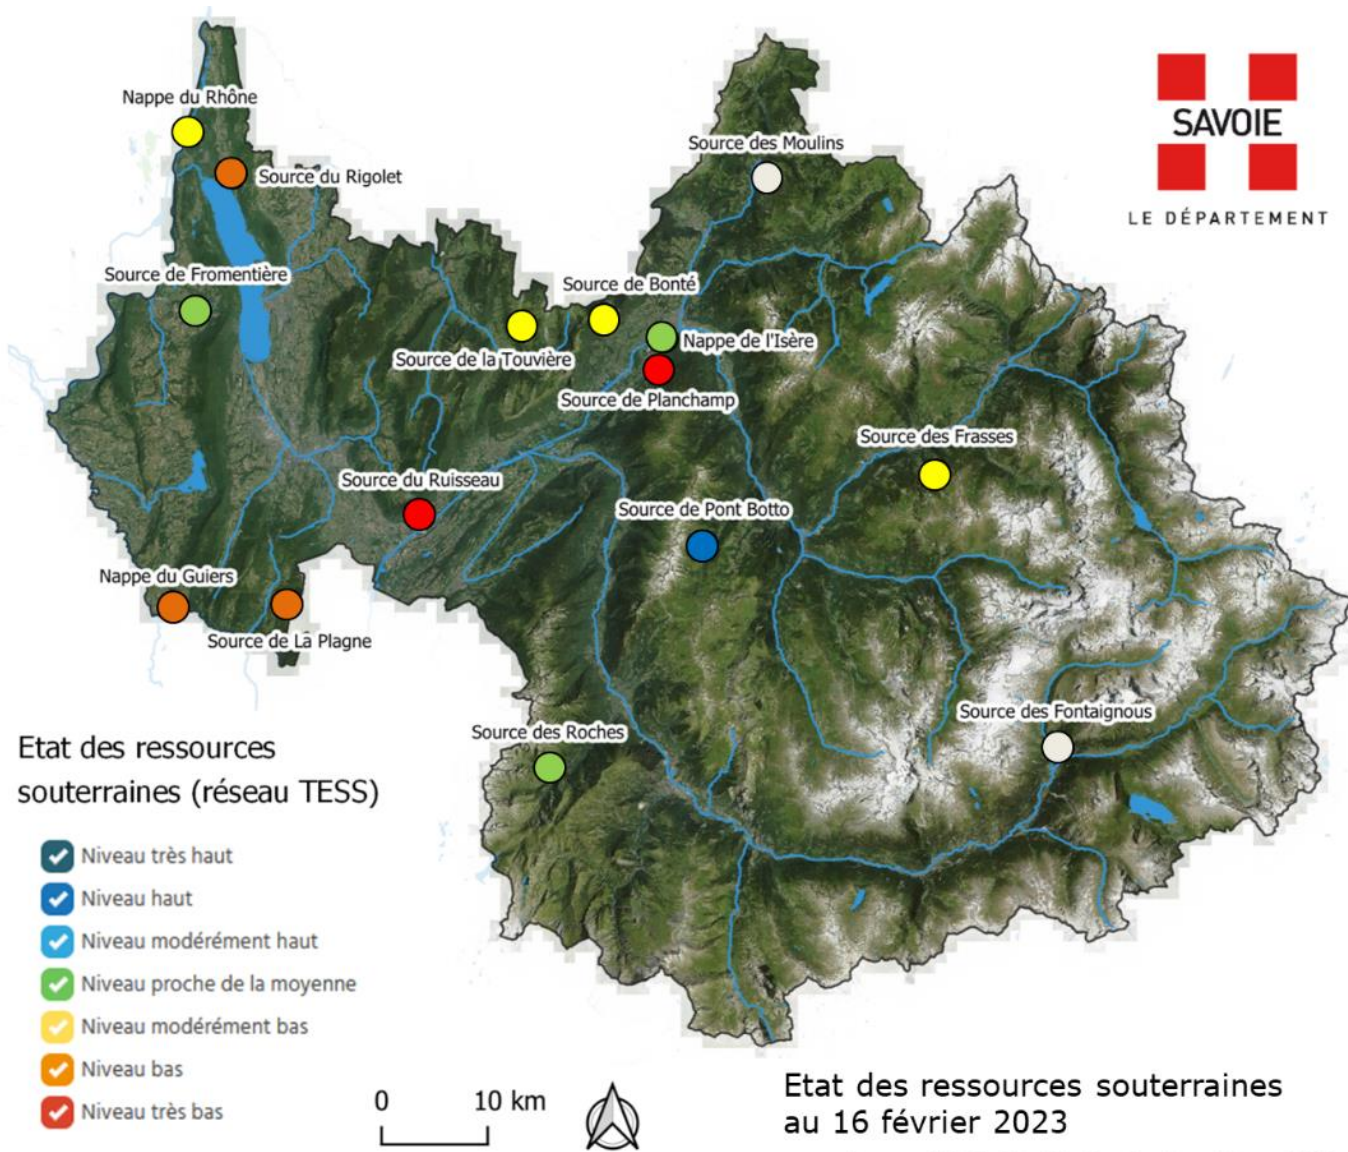 Nappe du Rhône
SAVOIE
LE DÉPARTEMENT
Source des Moulins
Source du Rigolet
Source de Fromentière
Source de Bonté
Nappe de l'Isère
Source de la Touvière
Source de Planchamp
Source des Frasses
Source du Ruisseau
Source de Pont Botto
Nappe du Guiers
Source de La Plagne
Source des Fontaignous
Source des Roches
Etat des ressources
souterraines (réseau TESS)
Niveau très haut
Niveau haut
Niveau modérément haut
Niveau proche de la moyenne
Niveau modérément bas
Niveau bas
Niveau très bas
0 10 km
Etat des ressources souterraines
au 16 février 2023